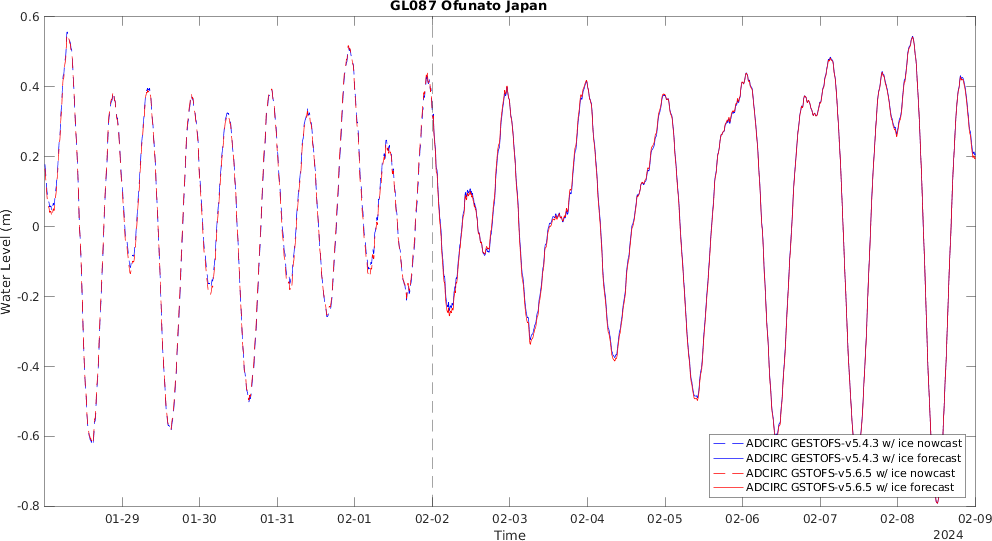 GL087 Ofunato Japan
0.6
0.4
0.2
0
-0.2
-0.4
-0.6
-0.8
Water Level (m)
ADCIRC GESTOFS-v5.4.3 w/ ice nowcast
ADCIRC GESTOFS-v5.4.3 w/ ice forecast
ADCIRC GSTOFS-v5.6.5 w/ ice nowcast
ADCIRC GSTOFS-v5.6.5 w/ ice forecast
01-29 01-30 01-31 02-01 02-02 02-03 02-04 02-05 02-06 02-07 02-08 02-09
Time
2024